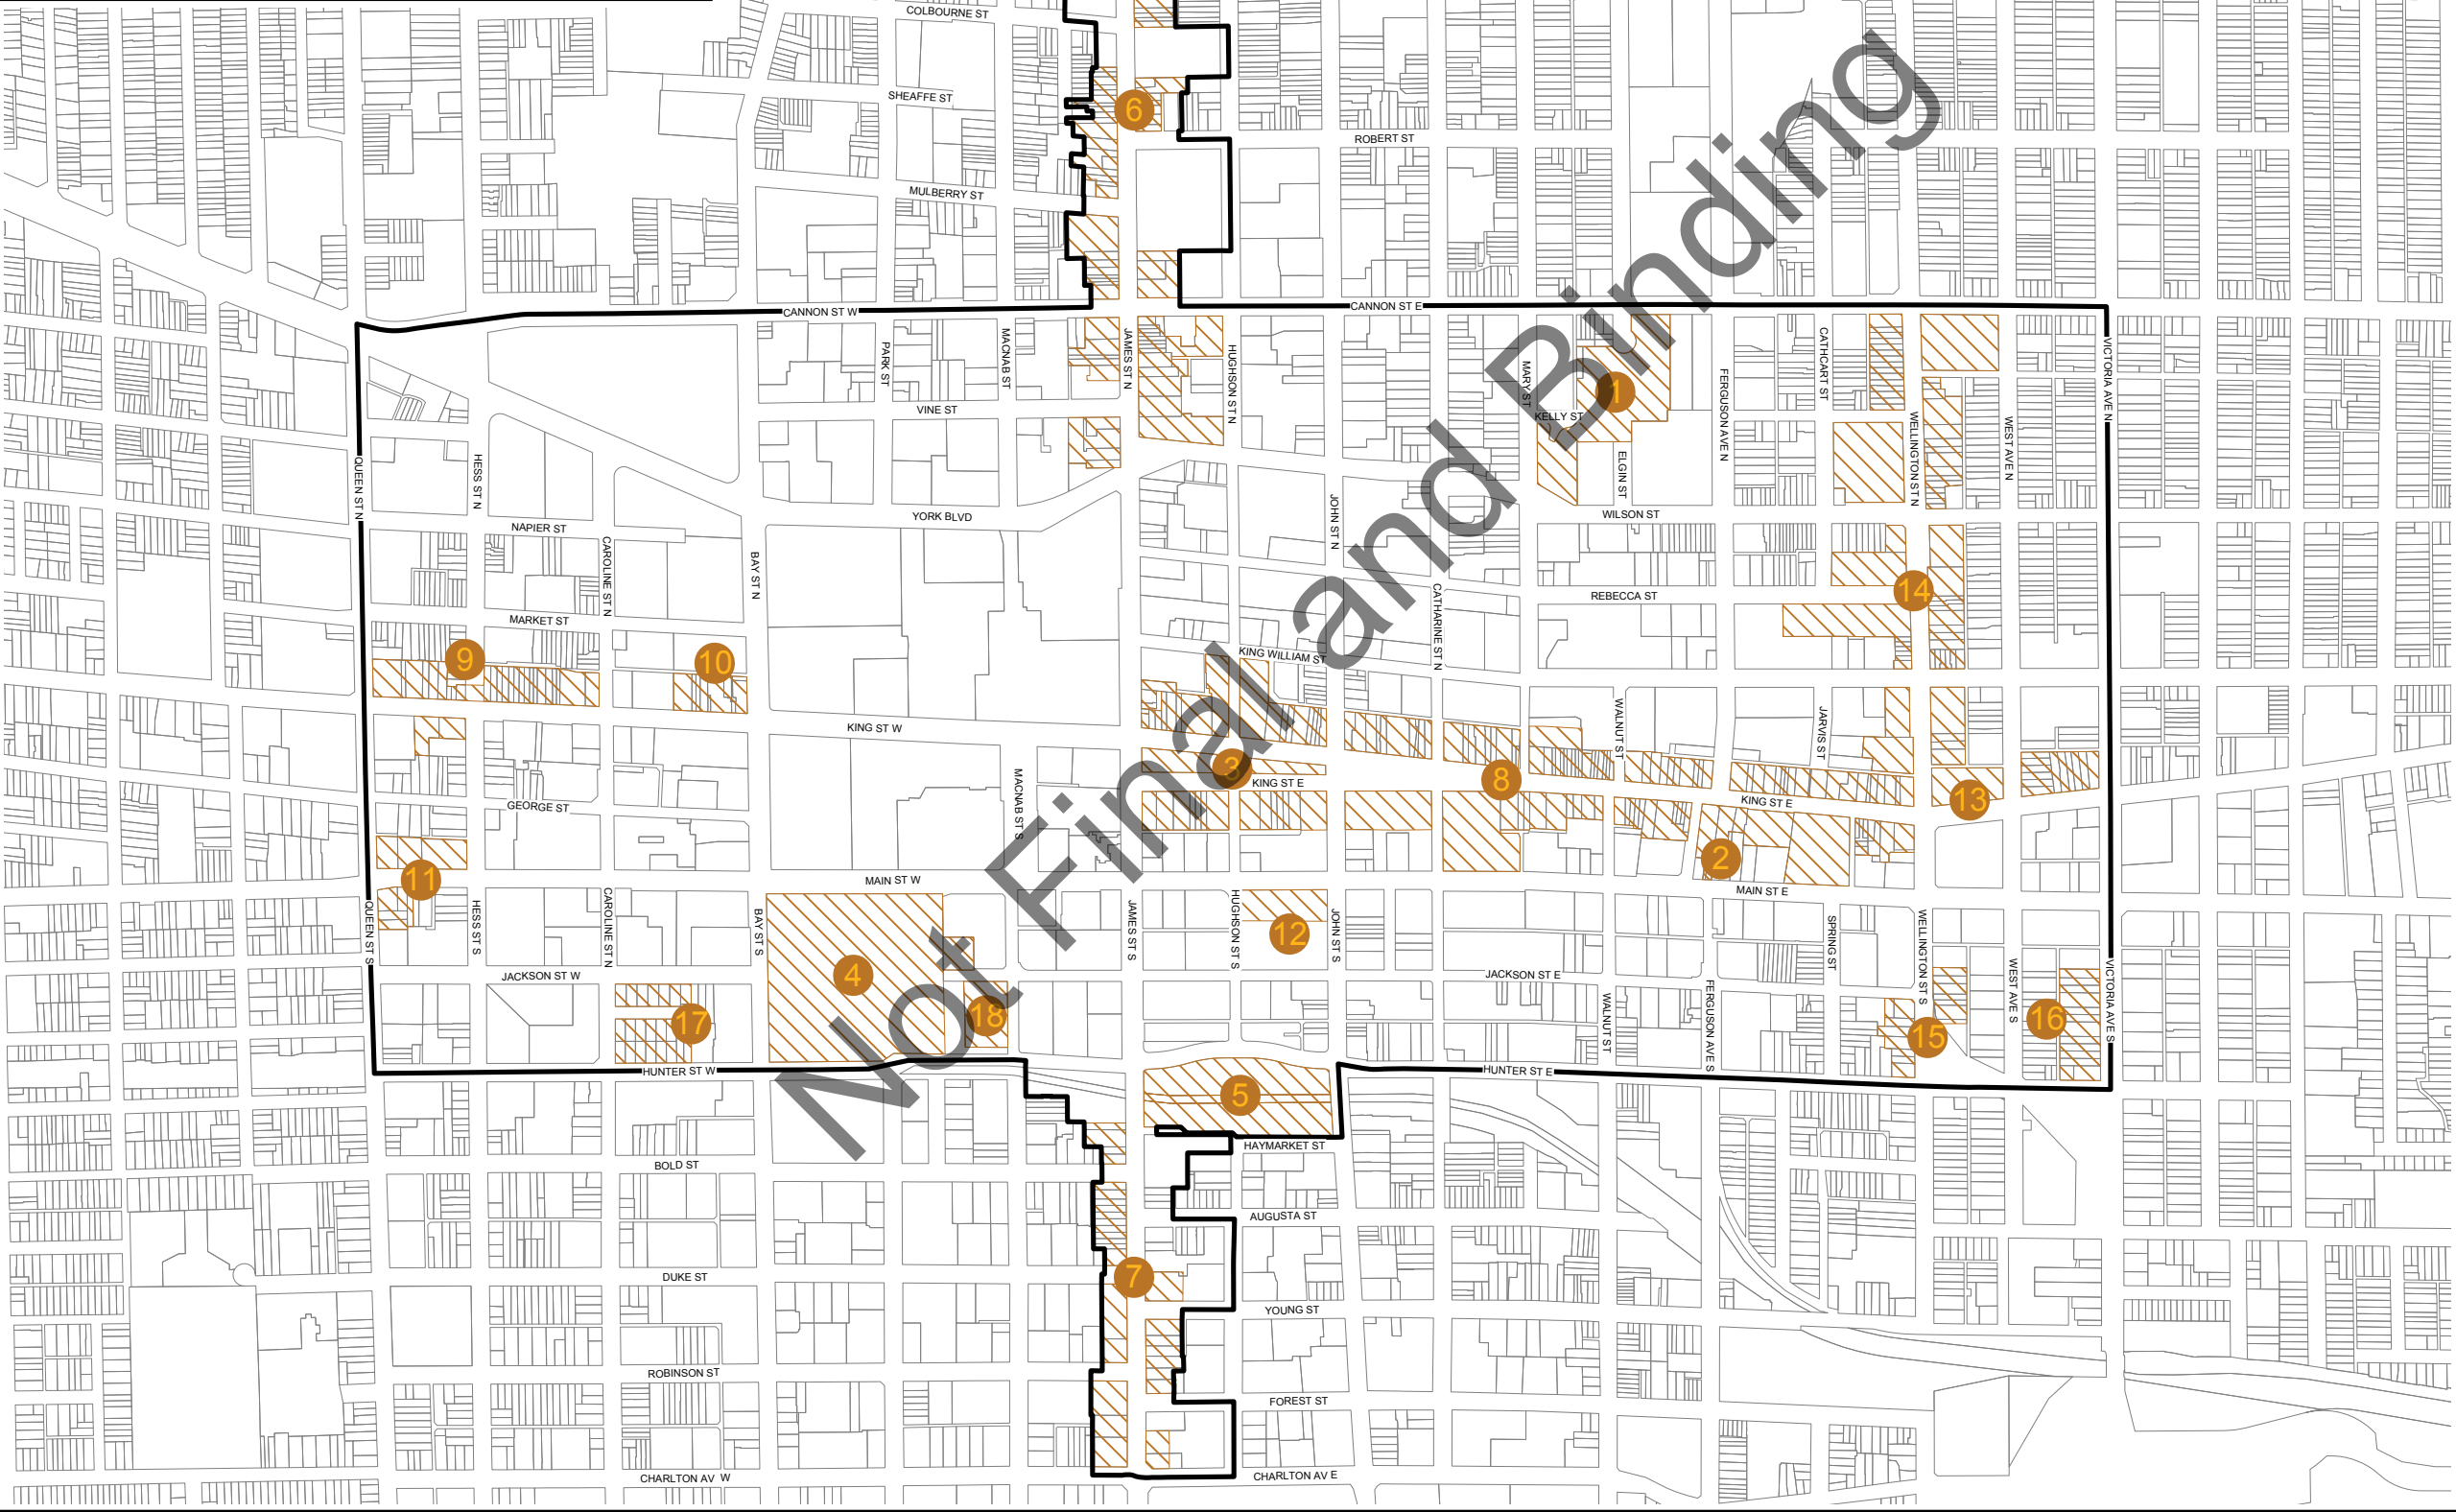 COLBOURNE ST
SHEAFFE ST
6
ROBERT ST
MULBERRY ST
CANNON ST W
CANNON ST E
PARK ST
MACNAB ST
JAMES ST N
HUGHSON ST N
MARY ST
1
FERGUSON AVE N
CATHCART ST
VICTORIA AVE N
VINE ST
KELLY ST
WELLINGTON ST N
WEST AVE N
QUEEN ST N
HESS ST N
ELGIN ST
NAPIER ST
YORK BLVD
JOHN ST N
WILSON ST
CAROLINE ST N
BAY ST N
CATHARINE ST N
REBECCA ST
14
MARKET ST
9
10
KING WILLIAM ST
KING ST W
WALNUT ST
JARVIS ST
3
KING ST E
8
KING ST E
13
GEORGE ST
MACNAB ST S
2
11
MAIN ST W
MAIN ST E
QUEEN ST S
HESS ST S
CAROLINE ST N
BAY ST S
JAMES ST S
HUGHSON ST S
12
JOHN ST S
SPRING ST
WELLINGTON ST S
4
JACKSON ST W
JACKSON ST E
WEST AVE S
VICTORIA AVE S
17
18
WALNUT ST
FERGUSON AVE S
15
16
HUNTER ST W
HUNTER ST E
5
HAYMARKET ST
BOLD ST
AUGUSTA ST
DUKE ST
7
YOUNG ST
ROBINSON ST
FOREST ST
CHARLTON AV W
CHARLTON AV E
Not Final and Binding